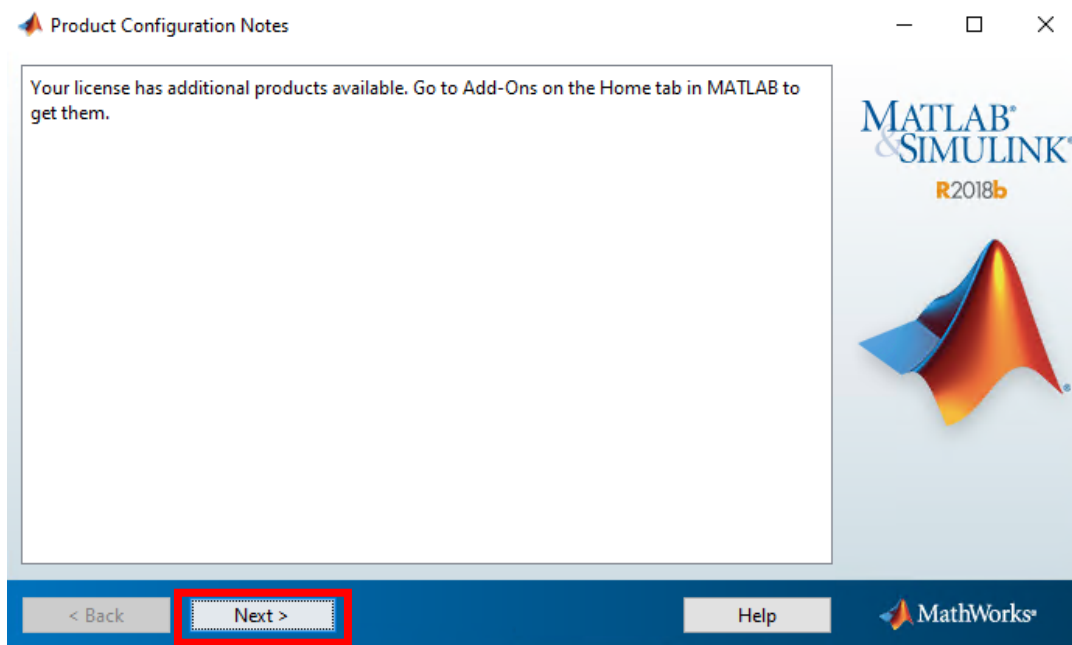 Product Configuration Notes
Your license has additional products available. Go to Add-Ons on the Home tab in MATLAB to
get them.
MATLAB®
&SIMULINK®
R2018b
®
< Back
Next >
Help
MathWorks®